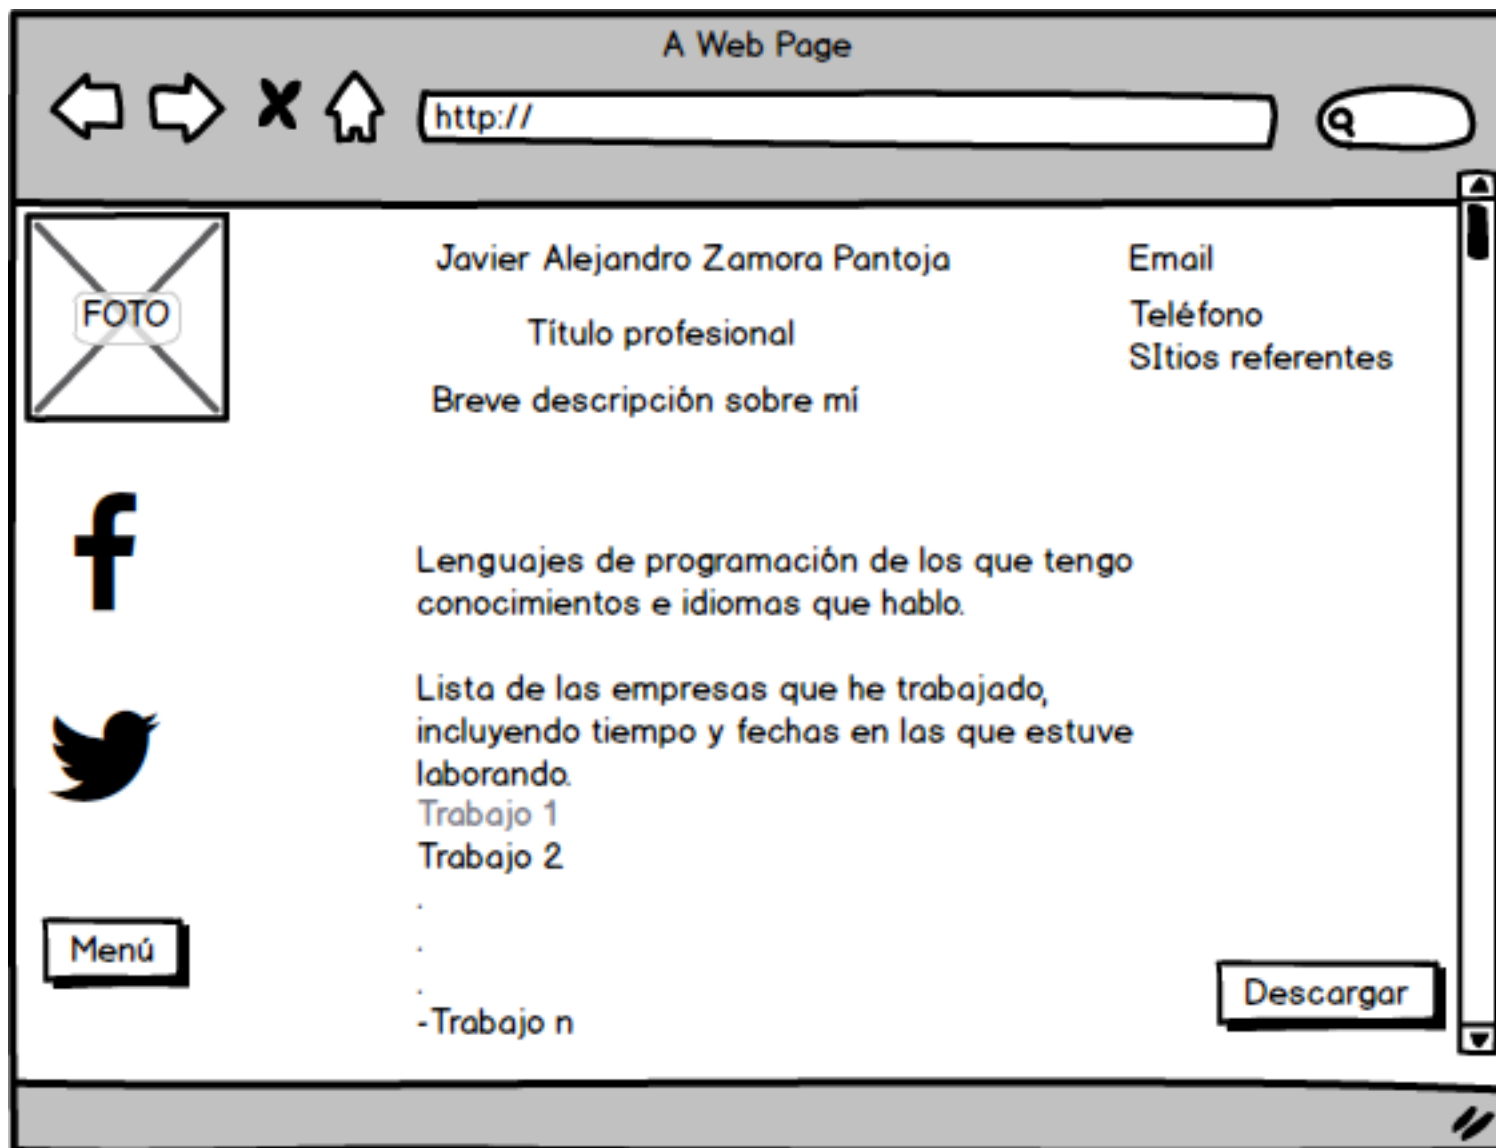 A Web Page
http://
FOTO
Javier Alejandro Zamora Pantoja
Email
Título profesional
Teléfono
SItios referentes
Breve descripción sobre mí
Lenguajes de programación de los que tengo
conocimientos e idiomas que hablo.
Lista de las empresas que he trabajado,
incluyendo tiempo y fechas en las que estuve
laborando.
Trabajo 1
Trabajo 2
.
.
.
-Trabajo n
Menú
Descargar